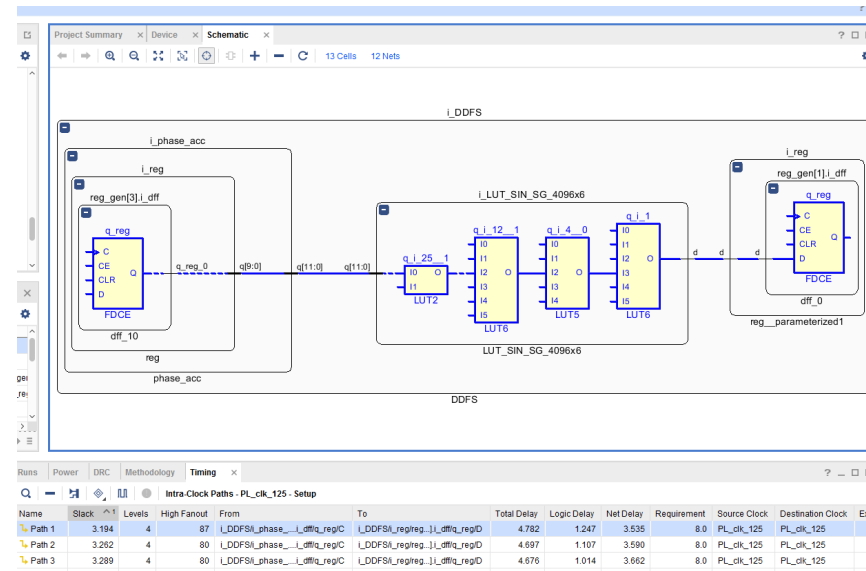 Project Summary × Device × Schematic ×
13 Cells 12 Nets
i_DDFS
i_phase_acc
i_reg
reg_gen[3].i_dff
q_reg
C
CE
CLR
D
Q
FDCE
dff_10
reg
phase_acc
q_reg_0
q[9:0]
q[11:0]
q[11:0]
i_LUT_SIN_SG_4096x6
q_i_25__1
I0
I1
O
LUT2
q_i_12__1
I0
I1
I2
I3
I4
I5
O
LUT6
q_i_4__0
I0
I1
I2
I3
I4
O
LUT5
q_i_1
I0
I1
I2
I3
I4
I5
O
LUT6
LUT_SIN_SG_4096x6
d
d
d
i_reg
reg_gen[1].i_dff
q_reg
C
CE
CLR
D
Q
FDCE
dff_0
reg__parameterized1
DDFS
Runs Power DRC Methodology Timing ×
Intra-Clock Paths - PL_clk_125 - Setup
Name Slack ^1 Levels High Fanout From To Total Delay Logic Delay Net Delay Requirement Source Clock Destination Clock Ex
Path 1 3.194 4 87 i_DDFS/i_phase_....i_dff/q_reg/C i_DDFS/i_reg/reg...].i_dff/q_reg/D 4.782 1.247 3.535 8.0 PL_clk_125 PL_clk_125
Path 2 3.262 4 80 i_DDFS/i_phase_....i_dff/q_reg/C i_DDFS/i_reg/reg...].i_dff/q_reg/D 4.697 1.107 3.590 8.0 PL_clk_125 PL_clk_125
Path 3 3.289 4 80 i_DDFS/i_phase_....i_dff/q_reg/C i_DDFS/i_reg/reg...].i_dff/q_reg/D 4.676 1.014 3.662 8.0 PL_clk_125 PL_clk_125